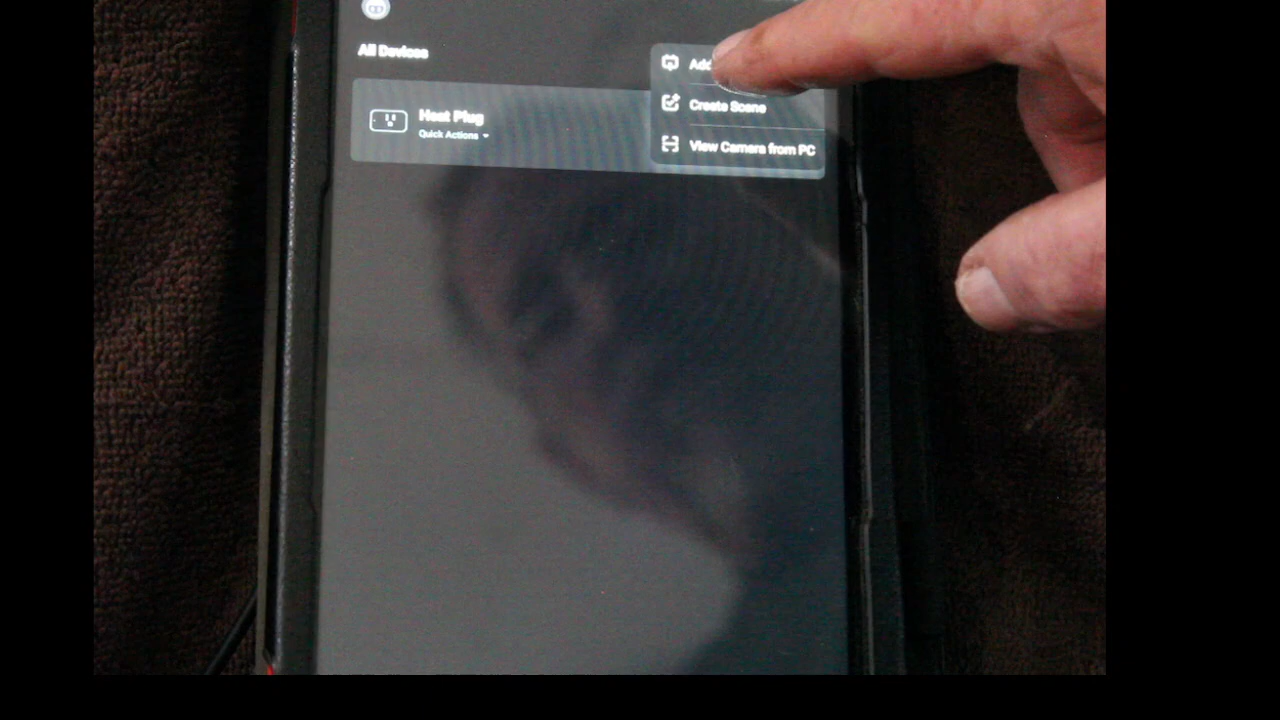 All Devices
Add
Heat Plug
Create Scene
Quick Actions
View Camera from PC